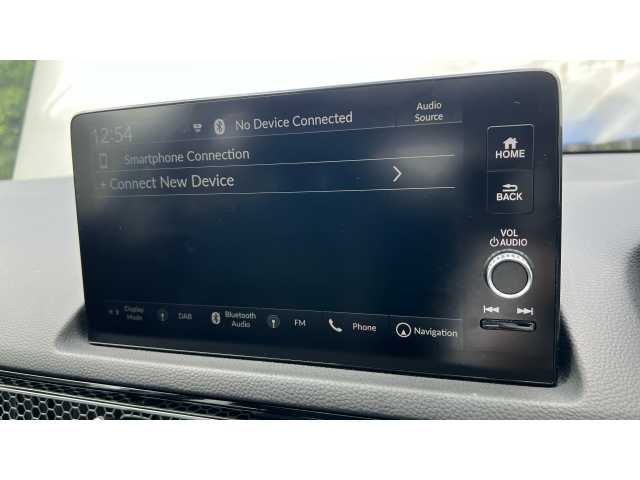 12:54
No Device Connected
Audio
Source
Smartphone Connection
+ Connect New Device
HOME
BACK
VOL
AUDIO
Display
Mode
DAB
Bluetooth
Audio
FM
Phone
Navigation